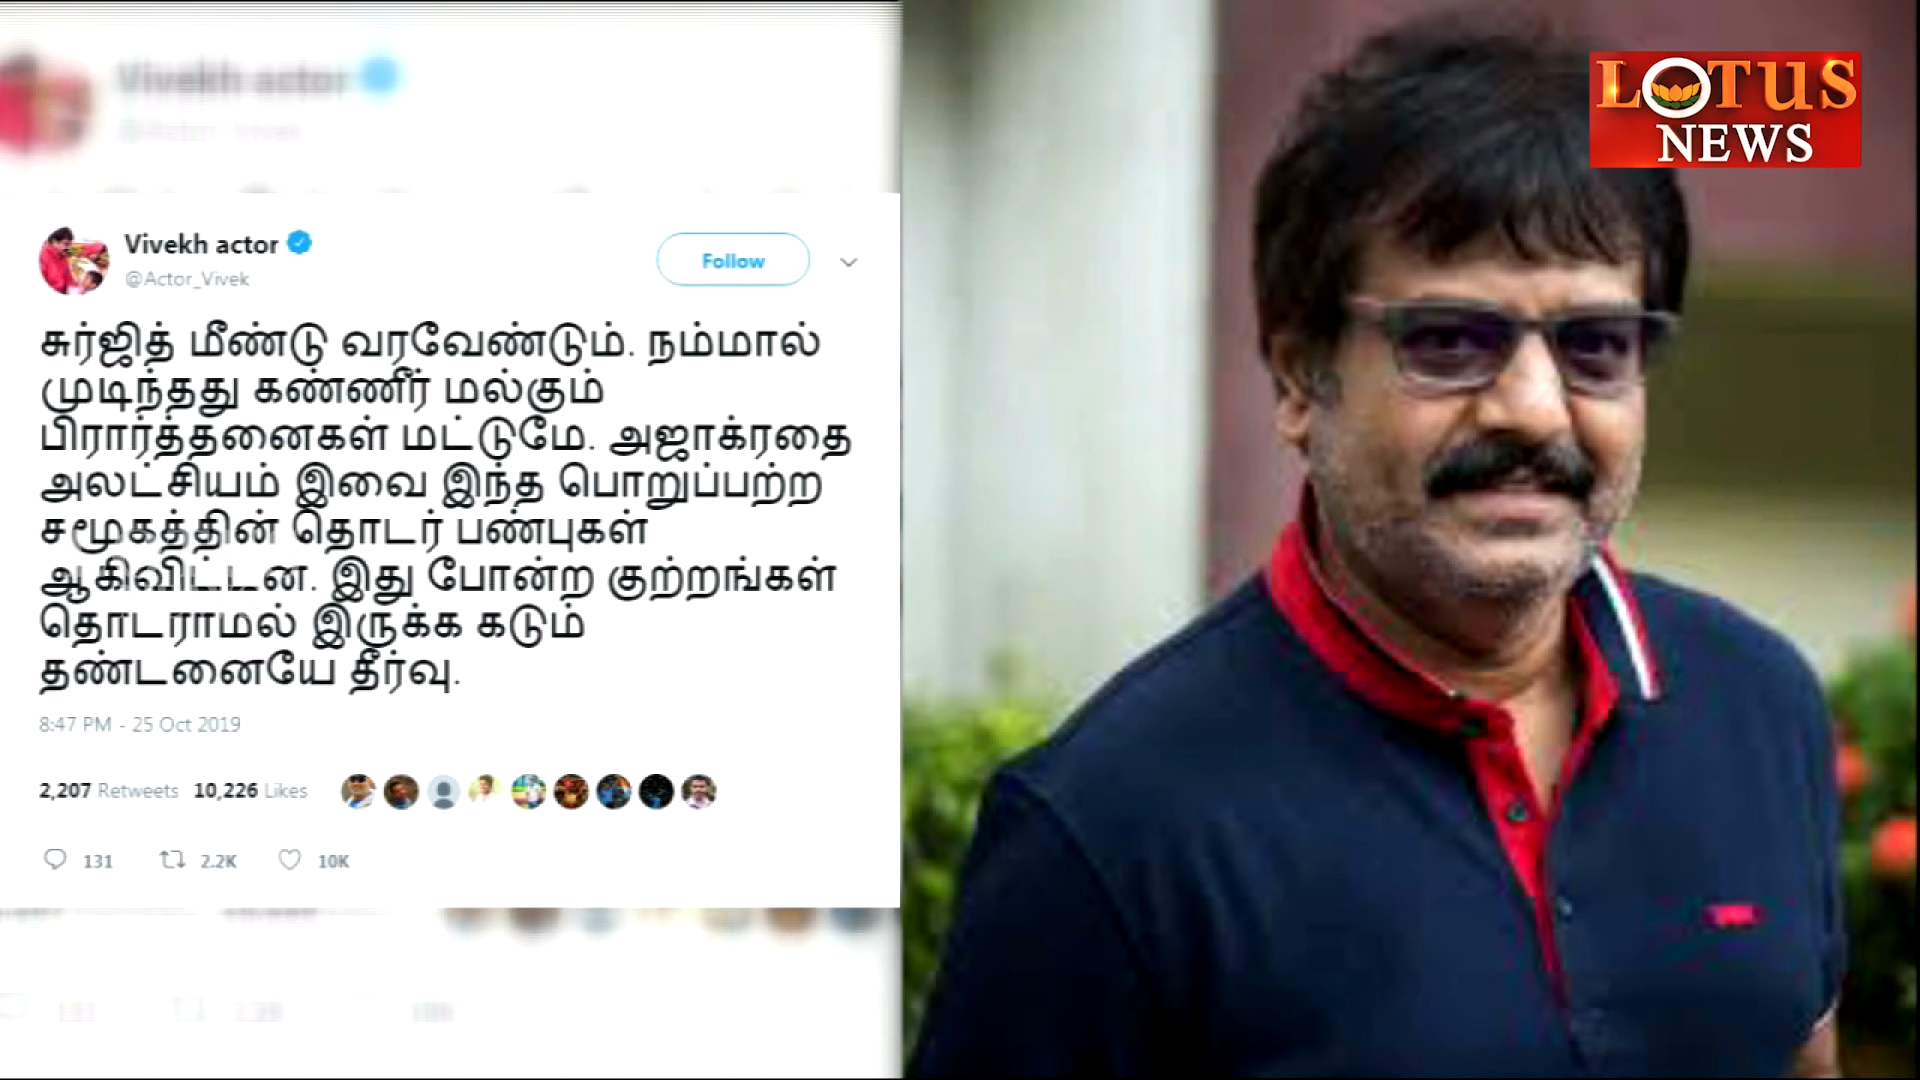 Vivekh actor
@Actor_Vivek
Follow
சுர்ஜித் மீண்டு வரவேண்டும். நம்மால்
முடிந்தது கண்ணீர் மல்கும்
பிரார்த்தனைகள் மட்டுமே. அஜாக்ரதை
அலட்சியம் இவை இந்த பொறுப்பற்ற
சமூகத்தின் தொடர் பண்புகள்
ஆகிவிட்டன. இது போன்ற குற்றங்கள்
தொடராமல் இருக்க கடும்
தண்டனையே தீர்வு.
8:47 PM - 25 Oct 2019
2,207 Retweets 10,226 Likes
131 2.2K 10K
LOTUS
NEWS